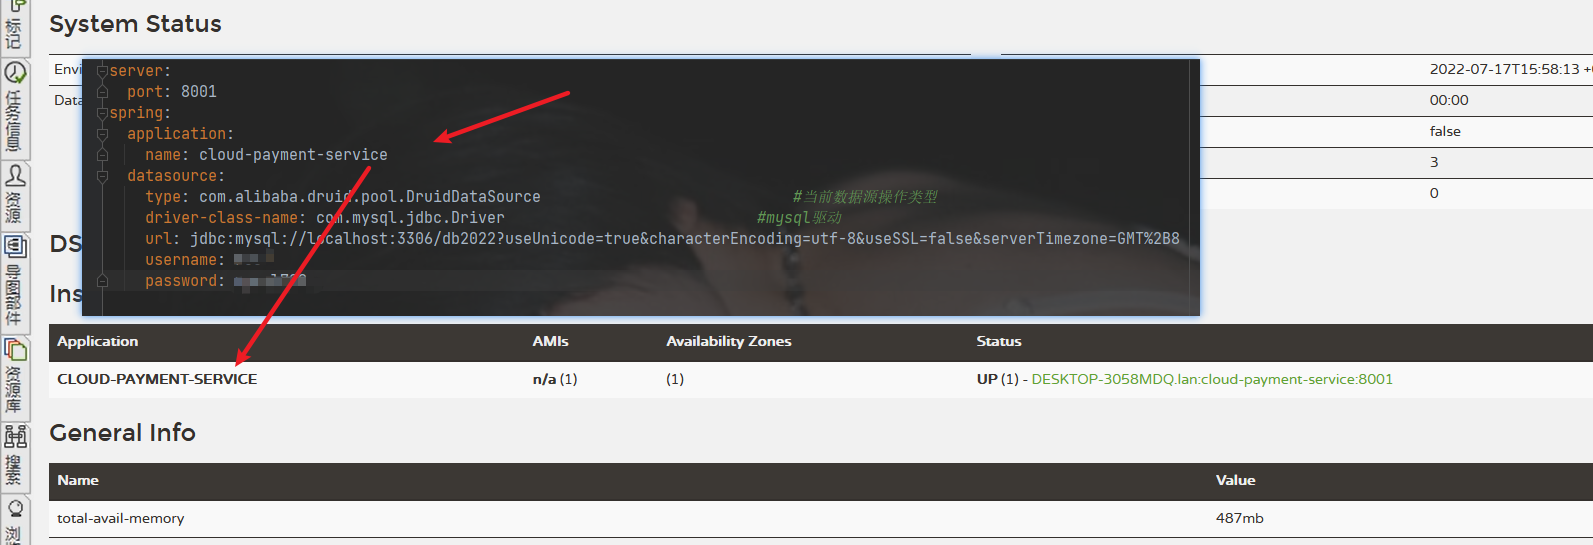 标记
任务信息
资源
导图部件
资源库
搜索
浏
System Status
Envi
2022-07-17T15:58:13 +
Data
00:00
false
3
0
server:
port: 8001
spring:
application:
name: cloud-payment-service
datasource:
type: com.alibaba.druid.pool.DruidDataSource #当前数据源操作类型
driver-class-name: com.mysql.jdbc.Driver #mysql驱动
url: jdbc:mysql://localhost:3306/db2022?useUnicode=true&characterEncoding=utf-8&useSSL=false&serverTimezone=GMT%2B8
username:
password:
DS
Ins
Application AMIs Availability Zones Status
CLOUD-PAYMENT-SERVICE n/a (1) (1) UP (1) - DESKTOP-3058MDQ.lan:cloud-payment-service:8001
General Info
Name Value
total-avail-memory 487mb